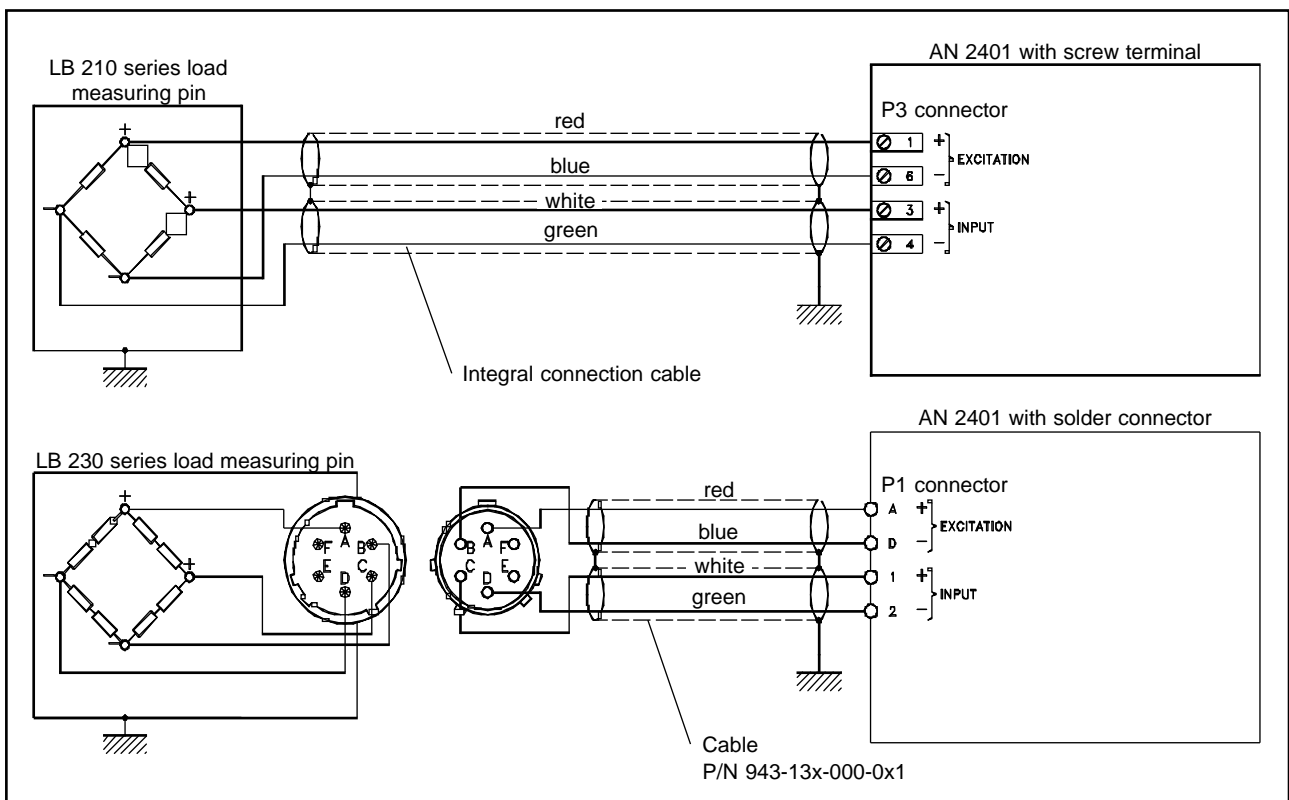 LB 210 series load
measuring pin
AN 2401 with screw terminal
P3 connector
+
+
−
−
red
blue
white
green
1 +
6 −
EXCITATION
3 +
4 −
INPUT
Integral connection cable
LB 230 series load measuring pin
AN 2401 with solder connector
P1 connector
+
+
−
−
A
B
C
D
E
F
A
B
C
D
E
F
red
blue
white
green
A +
D −
EXCITATION
1 +
2 −
INPUT
Cable
P/N 943-13x-000-0x1